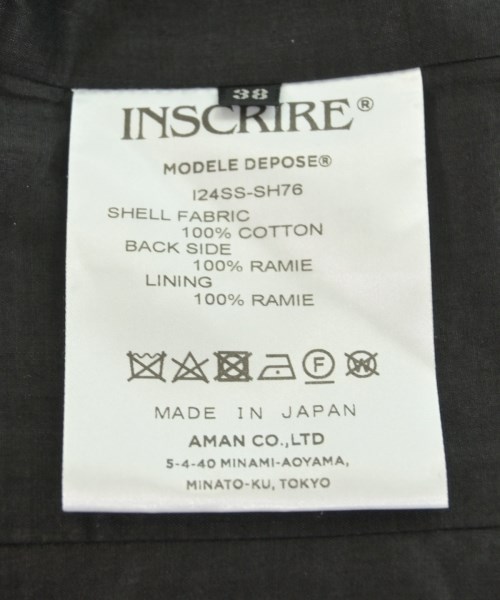 38
INSCRIRE®
MODELE DEPOSE®
I24SS-SH76
SHELL FABRIC
100% COTTON
BACK SIDE
100% RAMIE
LINING
100% RAMIE
F W
MADE IN JAPAN
AMAN CO.,LTD
5-4-40 MINAMI-AOYAMA,
MINATO-KU, TOKYO